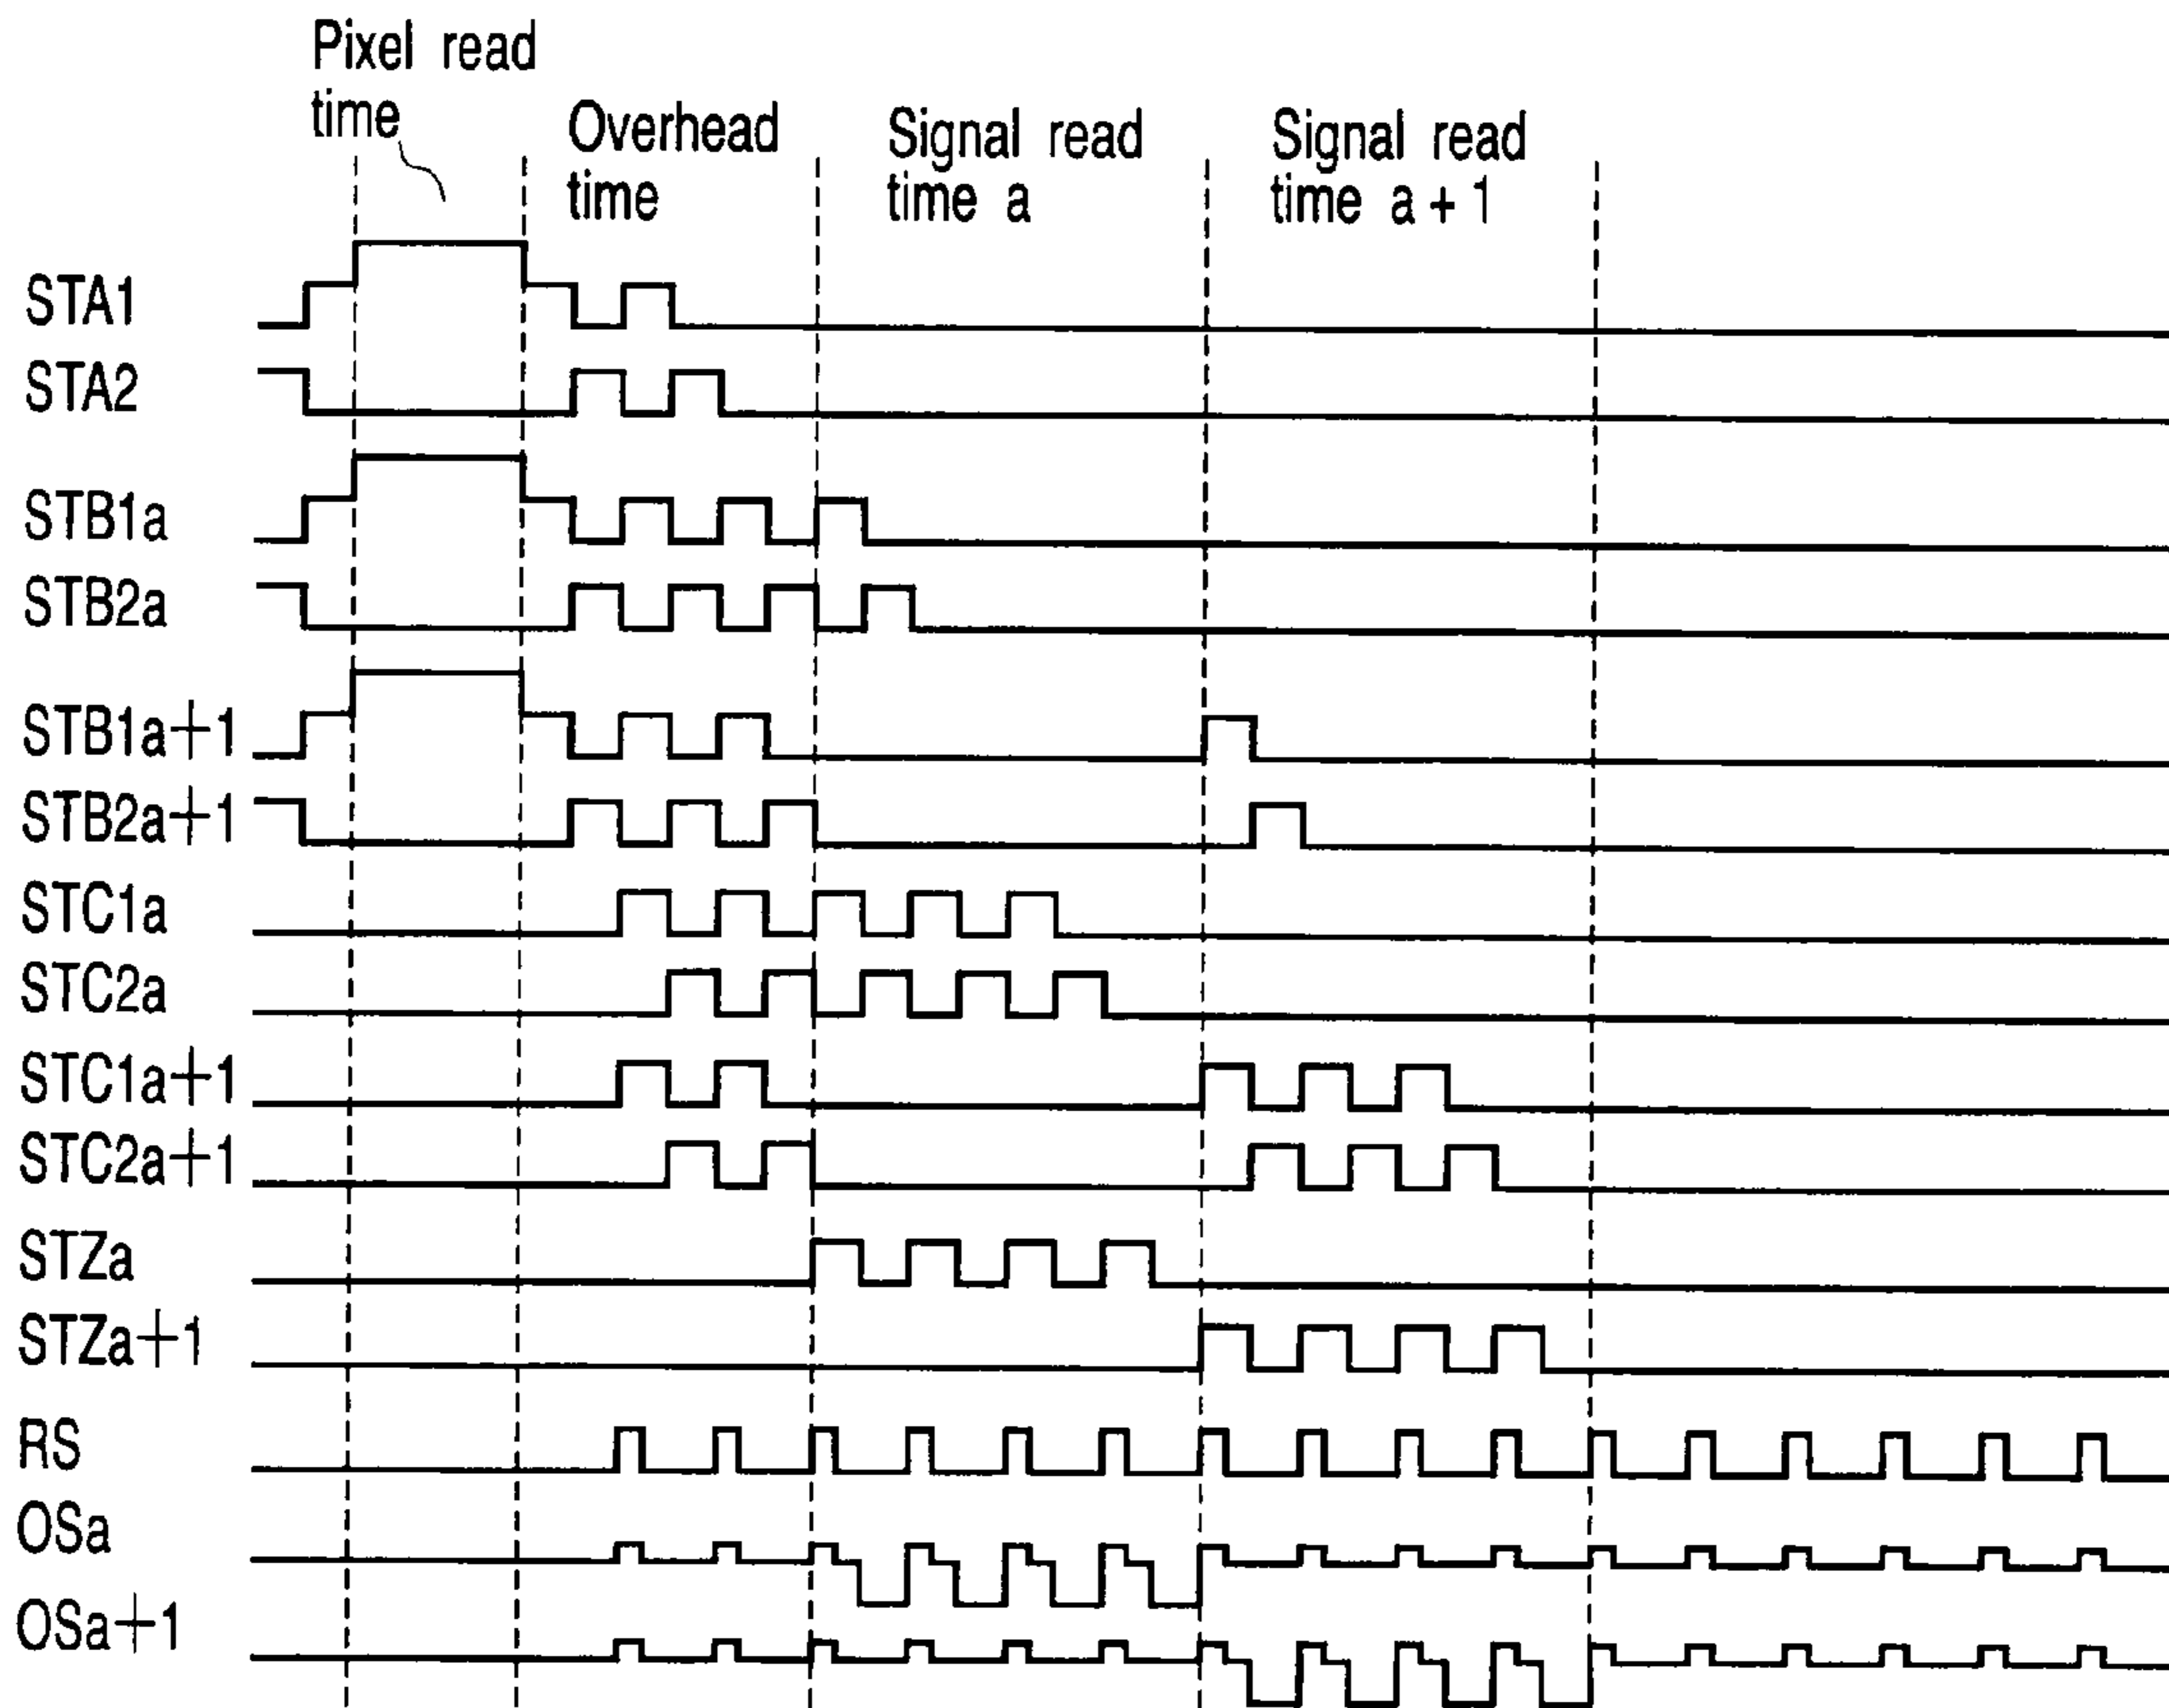 Pixel read
time
Overhead
time
Signal read
time a
Signal read
time a + 1
STA1
STA2
STB1a
STB2a
STB1a+1
STB2a+1
STC1a
STC2a
STC1a+1
STC2a+1
STZa
STZa+1
RS
OSa
OSa+1